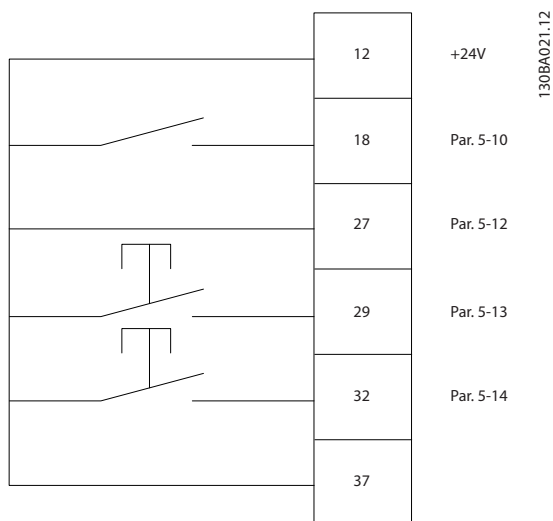 12 +24V
18 Par. 5-10
27 Par. 5-12
29 Par. 5-13
32 Par. 5-14
37
130BA021.12